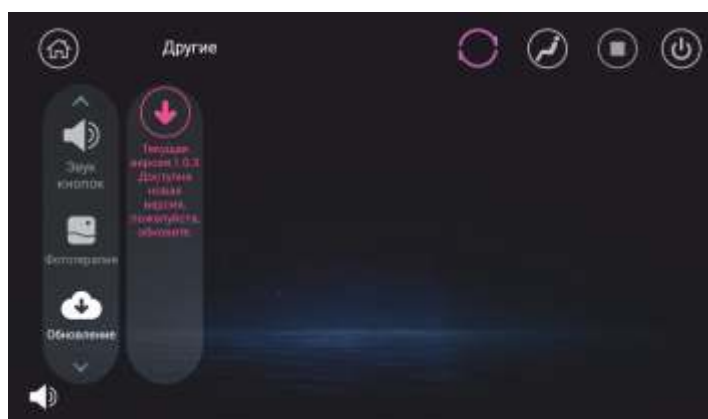 Другие
Звук
кнопок
Фототерапия
Обновление
Текущая
версия 1.0.3
Доступна
новая
версия,
пожалуйста,
обновите.